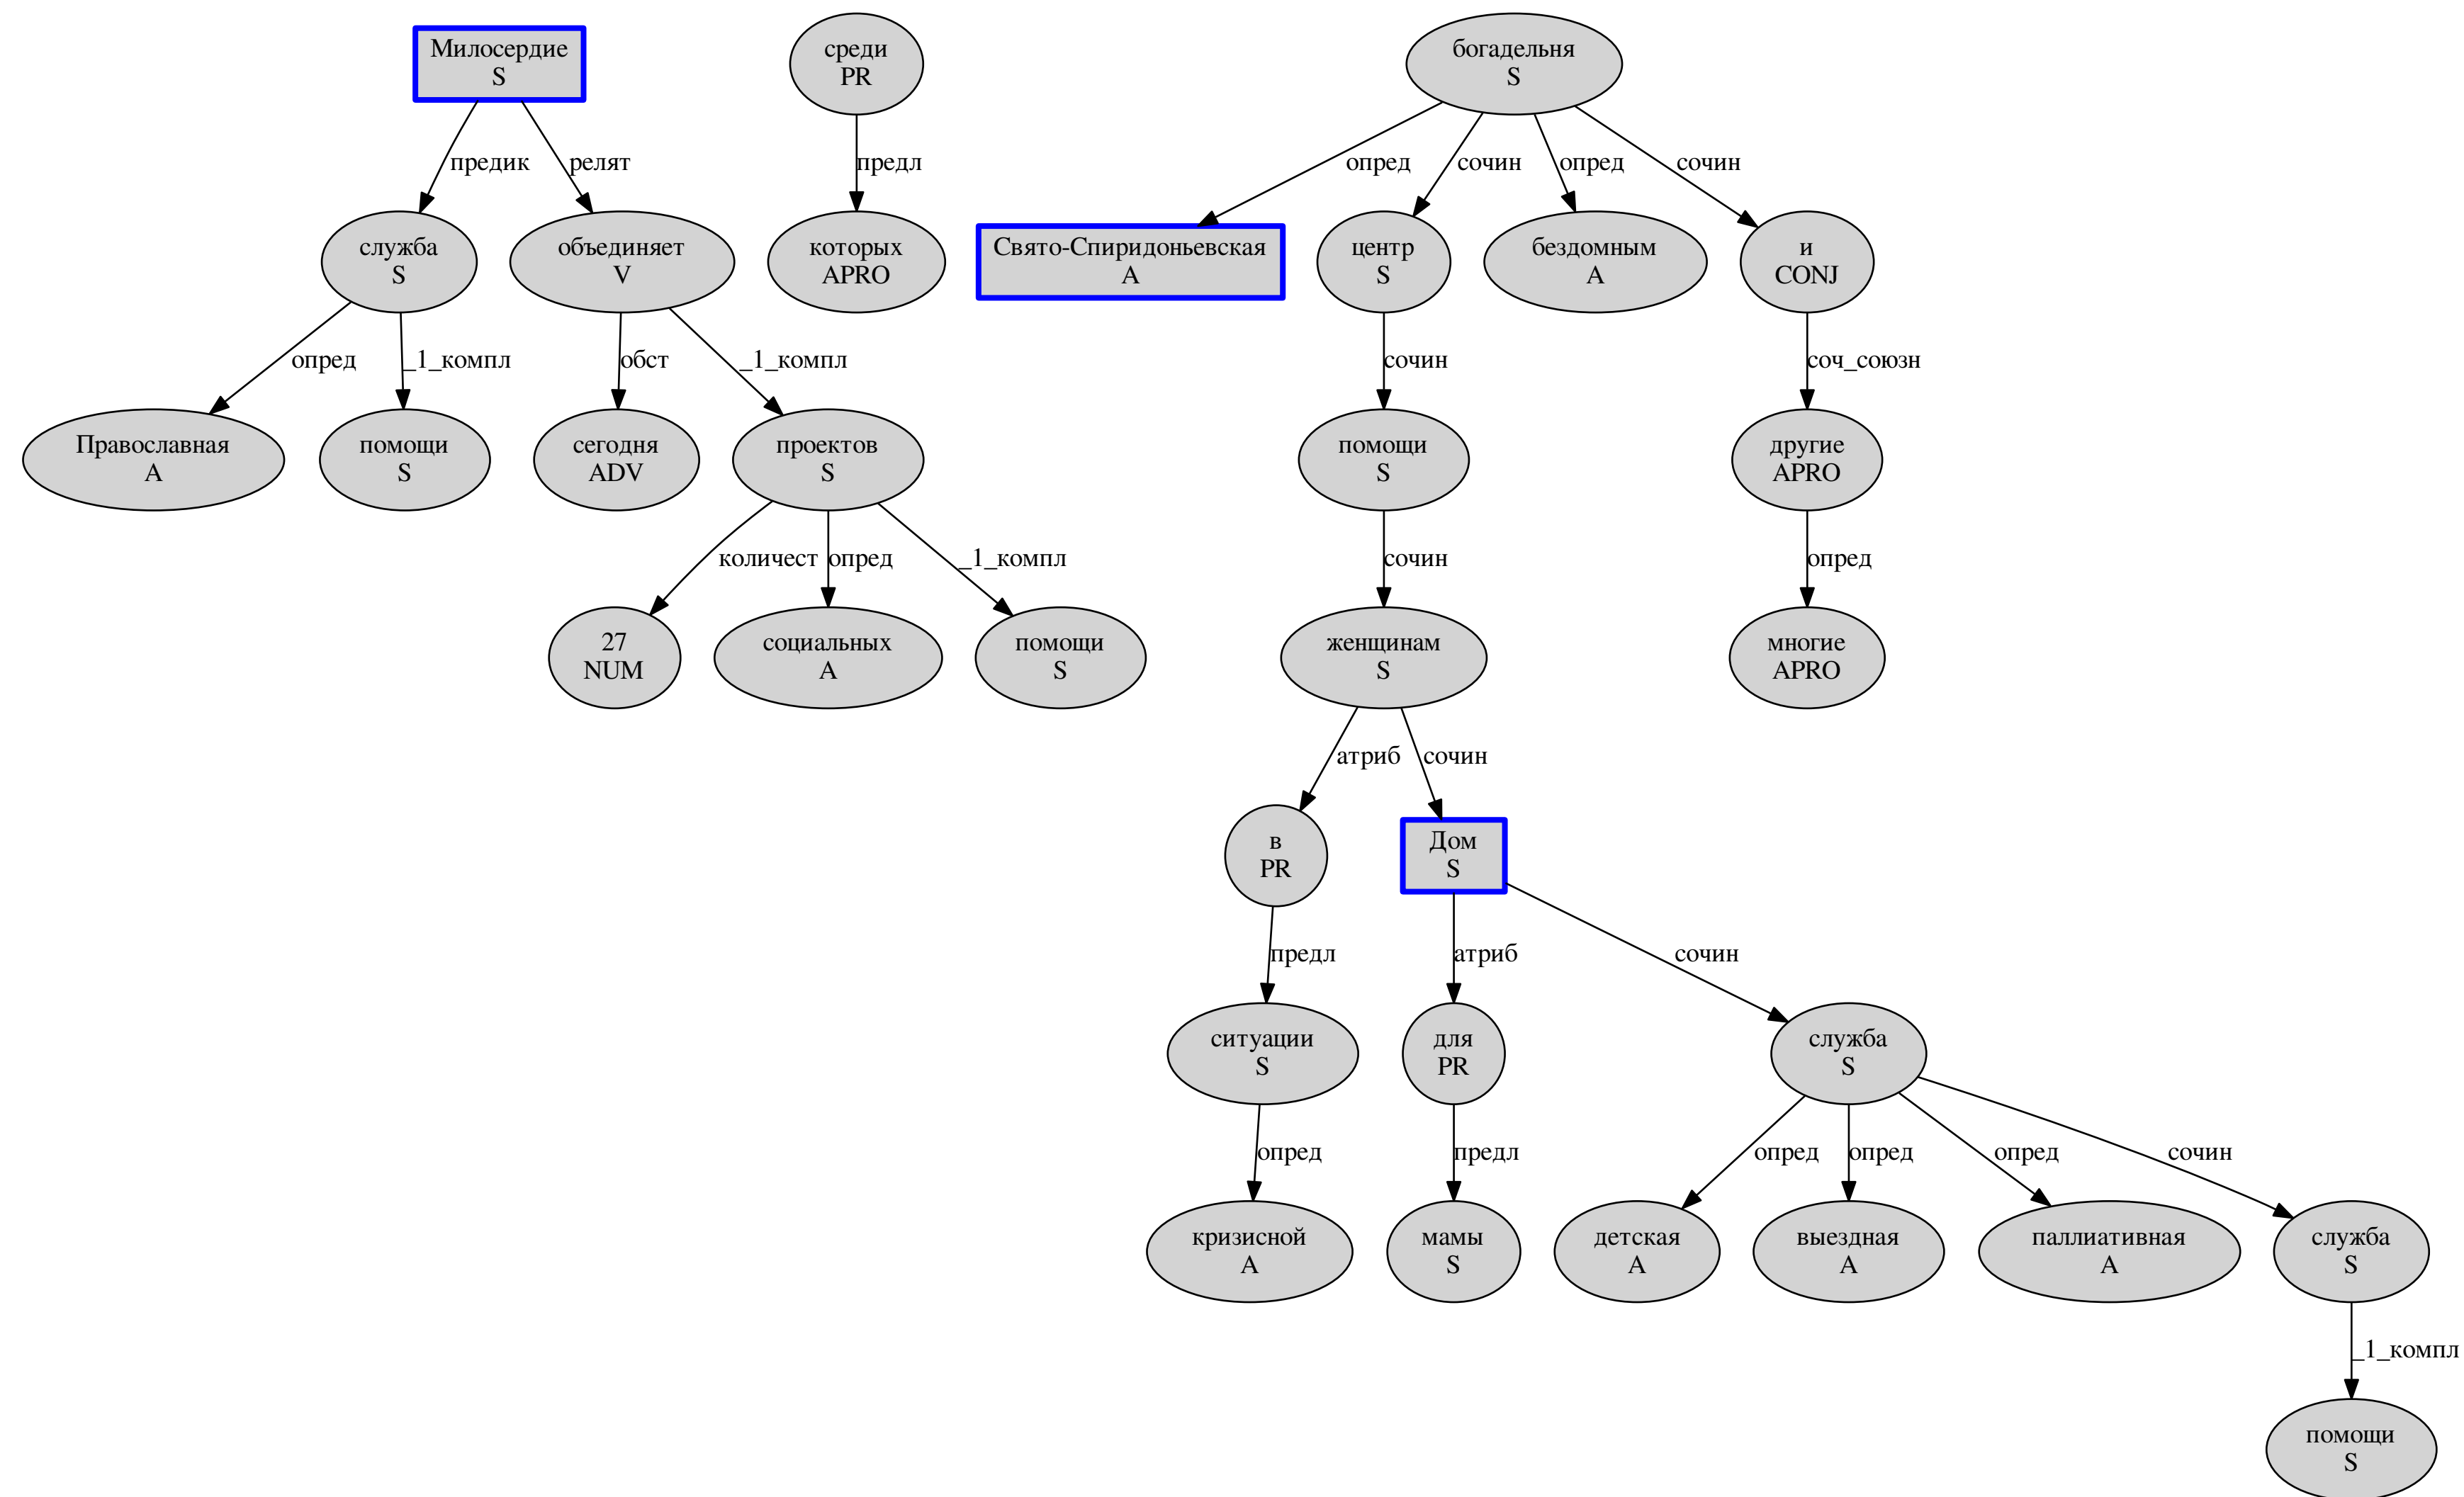 Милосердие
S
среди
PR
богадельня
S
предик
релят
предл
опред
сочин
опред
сочин
служба
S
объединяет
V
которых
APRO
Свято-Спиридоньевская
A
центр
S
бездомным
A
и
CONJ
опред
_1_компл
обст
_1_компл
сочин
соч_союзн
Православная
A
помощи
S
сегодня
ADV
проектов
S
помощи
S
другие
APRO
количест
опред
_1_компл
сочин
опред
27
NUM
социальных
A
помощи
S
женщинам
S
многие
APRO
атриб
сочин
в
PR
Дом
S
предл
атриб
сочин
ситуации
S
для
PR
служба
S
опред
предл
опред
опред
опред
сочин
кризисной
A
мамы
S
детская
A
выездная
A
паллиативная
A
служба
S
_1_компл
помощи
S